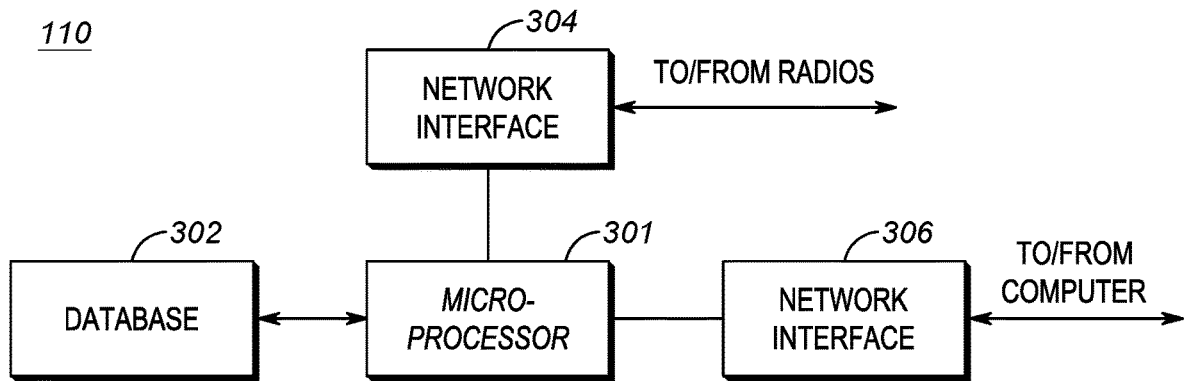 110
304
NETWORK
INTERFACE
TO/FROM RADIOS
302
DATABASE
301
MICRO-
PROCESSOR
306
NETWORK
INTERFACE
TO/FROM
COMPUTER